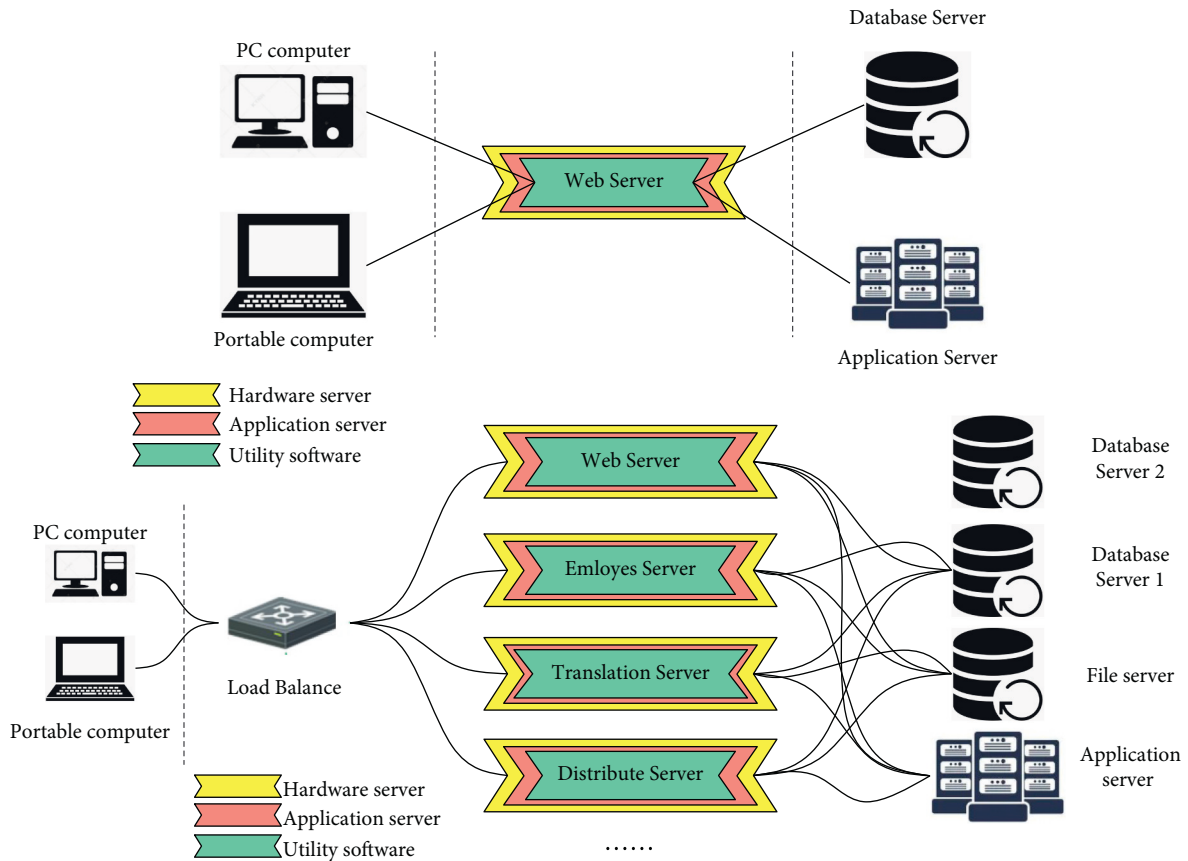 Database Server
PC computer
Web Server
Portable computer
Application Server
Hardware server
Application server
Utility software
Web Server
Database
Server 2
PC computer
Emloyes Server
Database
Server 1
Load Balance
Translation Server
File server
Portable computer
Distribute Server
Application
server
Hardware server
Application server
Utility software
......